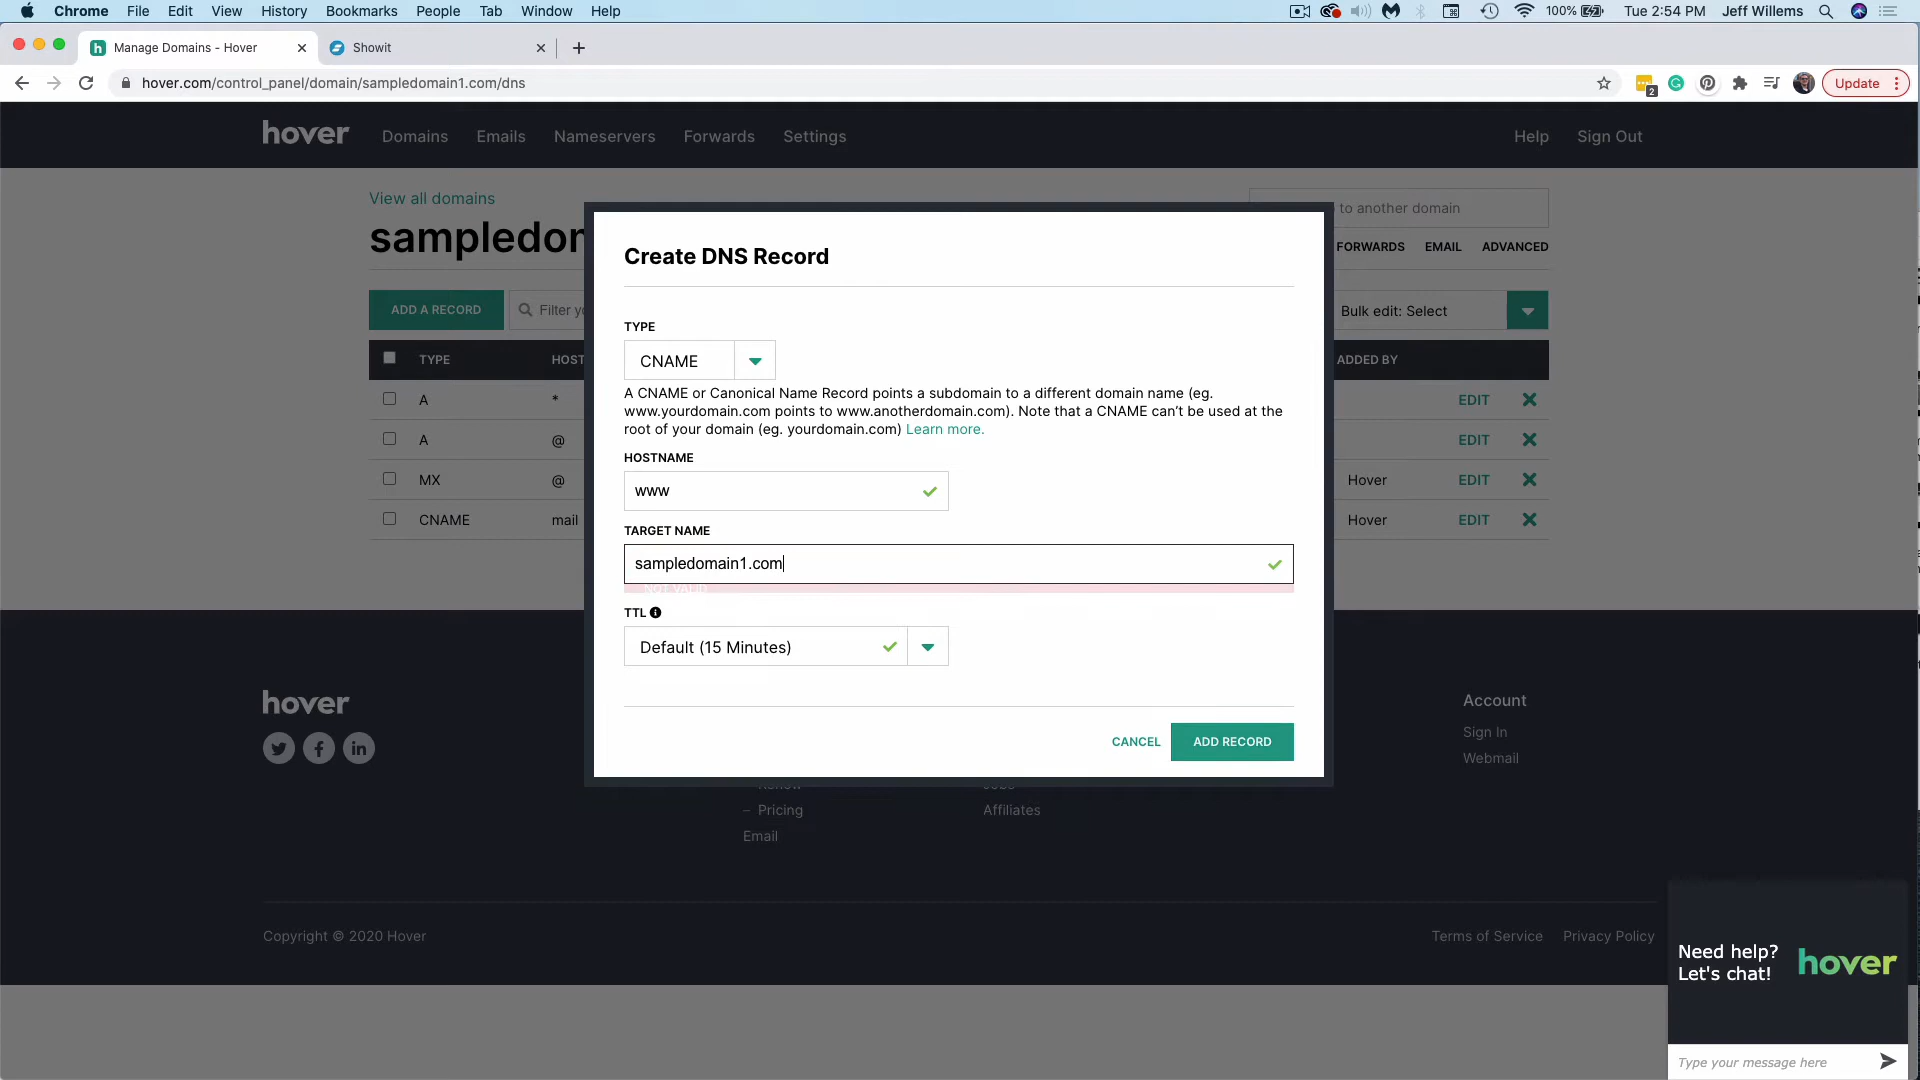 Chrome File Edit View History Bookmarks People Tab Window Help 100% Tue 2:54 PM Jeff Willems
Manage Domains - Hover
Showit
hover.com/control_panel/domain/sampledomain1.com/dns
2
Update
hover Domains Emails Nameservers Forwards Settings Help Sign Out
View all domains
to another domain
sampledon
FORWARDS EMAIL ADVANCED
ADD A RECORD
Filter yo
Bulk edit: Select
TYPE HOST ADDED BY
A * EDIT
A @ EDIT
MX @ Hover EDIT
CNAME mail Hover EDIT
Create DNS Record
TYPE
CNAME
A CNAME or Canonical Name Record points a subdomain to a different domain name (eg.
www.yourdomain.com points to www.anotherdomain.com). Note that a CNAME can't be used at the
root of your domain (eg. yourdomain.com) Learn more.
HOSTNAME
www
TARGET NAME
sampledomain1.com
NOT VALID
TTL
Default (15 Minutes)
CANCEL
ADD RECORD
hover
Account
Sign In
Webmail
Renew
Jobs
– Pricing
Affiliates
Email
Copyright © 2020 Hover
Terms of Service Privacy Policy
Need help?
Let's chat!
hover
Type your message here